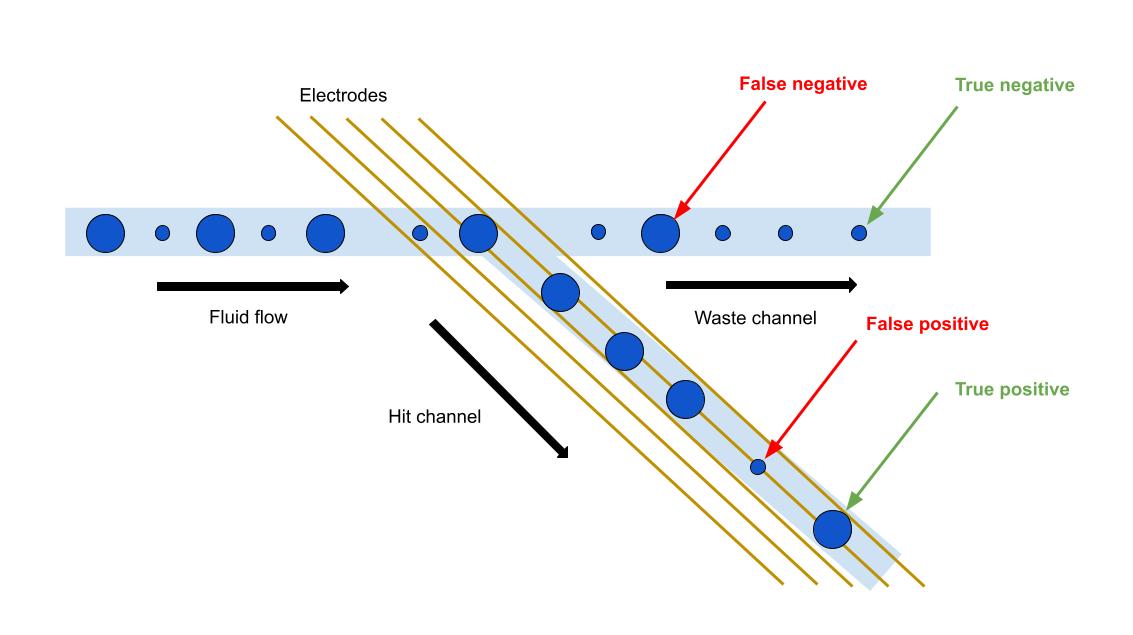 False negative
True negative
Electrodes
Fluid flow
Waste channel
False positive
True positive
Hit channel